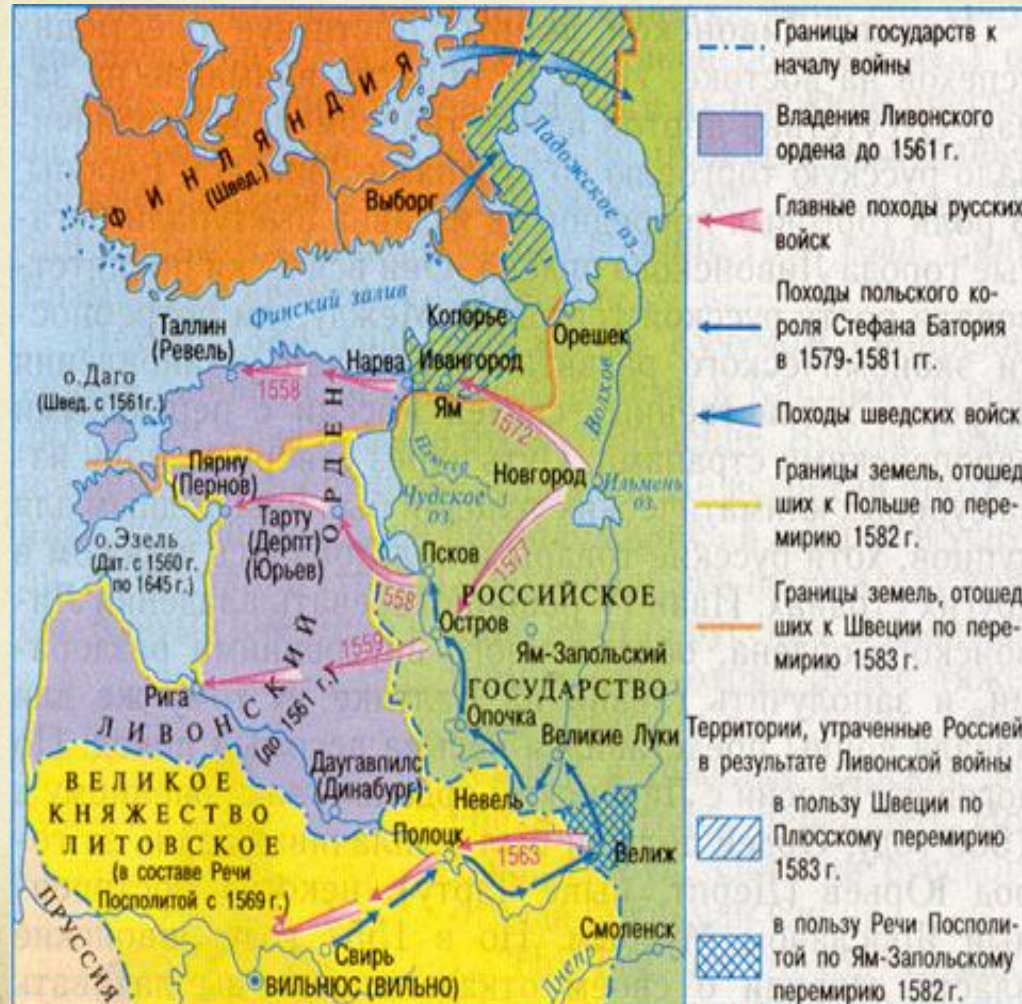 ФИНЛЯНДИЯ
(Швед.)
Выборг
Ладожское оз.
Финский залив
Таллин
(Ревель)
Нарва
Копорье
Ивангород
Орешек
о.Даго
(Швед. с 1561г.)
1558
Ям
1572
Волхов
Новгород
Ильмень
оз.
Пярну
(Пернов)
Чудское
оз.
Тарту
(Дерпт)
(Юрьев)
о.Эзель
(Дат. с 1560 г.
по 1645 г.)
Псков
1577
558
РОССИЙСКОЕ
Остров
1559
Ям-Запольский
ГОСУДАРСТВО
Рига
ЛИВОНСКИЙ
ОРДЕН
(до 1561 г.)
Опочка
Великие Луки
Даугавпилс
(Динабург)
Невель
ВЕЛИКОЕ
КНЯЖЕСТВО
ЛИТОВСКОЕ
(в составе Речи
Посполитой с 1569 г.)
Полоцк
1563
Велиж
ПРУССИЯ
Свирь
Смоленск
Днепр
ВИЛЬНЮС (ВИЛЬНО)
Границы государств к
началу войны
Владения Ливонского
ордена до 1561 г.
Главные походы русских
войск
Походы польского ко-
роля Стефана Батория
в 1579-1581 гг.
Походы шведских войск
Границы земель, отошед
ших к Польше по пере-
мирию 1582 г.
Границы земель, отошед
ших к Швеции по пере-
мирию 1583 г.
Территории, утраченные Россией
в результате Ливонской войны
в пользу Швеции по
Плюсскому перемирию
1583 г.
в пользу Речи Посполи-
той по Ям-Запольскому
перемирию 1582 г.